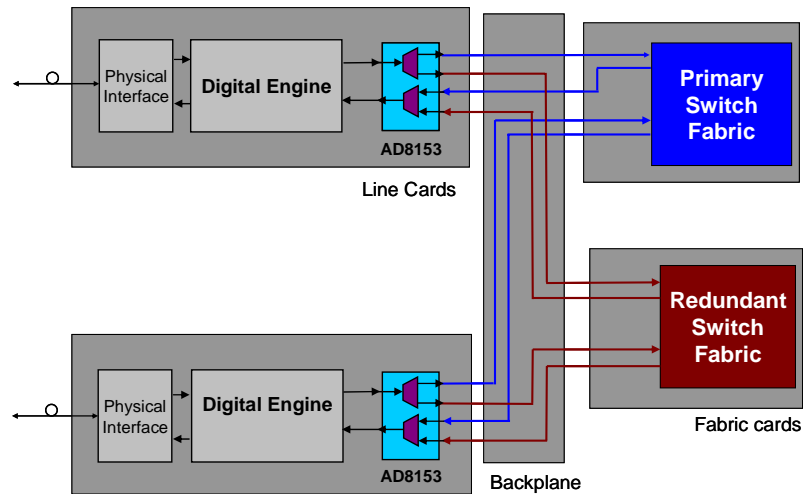 Physical
Interface
Digital Engine
AD8153
Line Cards
Primary
Switch
Fabric
Redundant
Switch
Fabric
Fabric cards
Physical
Interface
Digital Engine
AD8153
Backplane